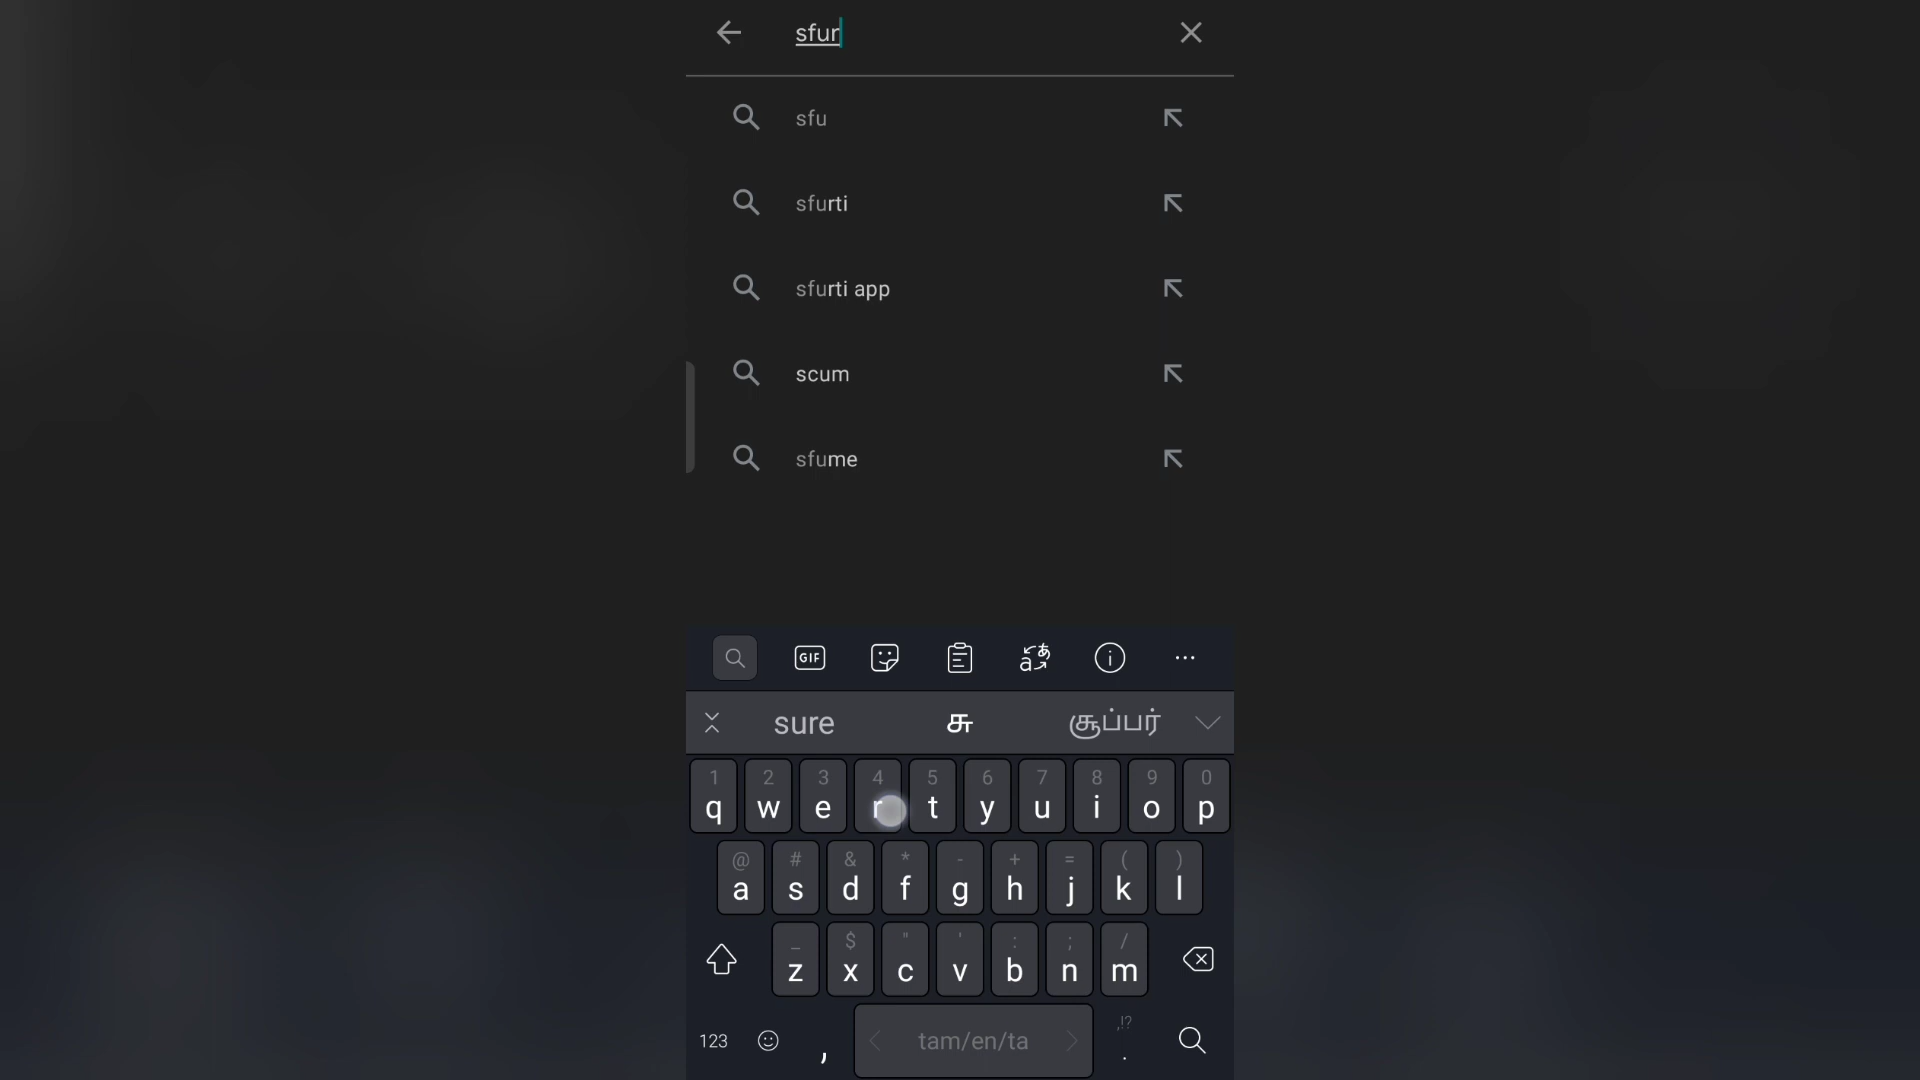 sfur
sfu
sfurti
sfurti app
scum
sfume
GIF
sure சு சூப்பர்
1 2 3 4 5 6 7 8 9 0
q w e r t y u i o p
@ # & * - + = ( )
a s d f g h j k l
_ $ " ' : ; /
z x c v b n m
123 , tam/en/ta ,!? .